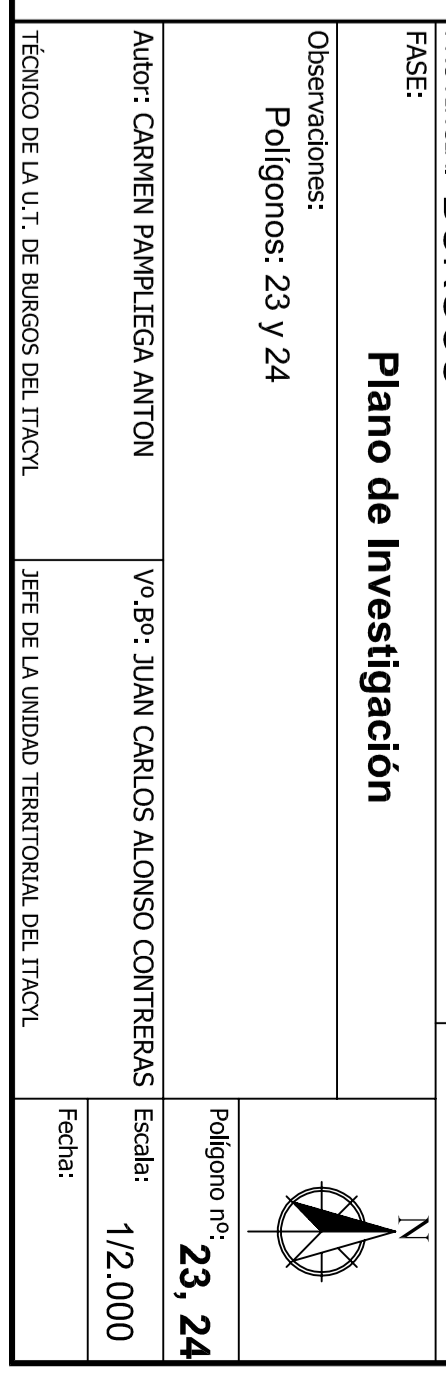 FASE:
Plano de Investigación
N
Observaciones:
Polígonos: 23 y 24
Polígono nº:
23, 24
Autor: CARMEN PAMPLIEGA ANTON
TÉCNICO DE LA U.T. DE BURGOS DEL ITACYL
Vº.Bº: JUAN CARLOS ALONSO CONTRERAS
JEFE DE LA UNIDAD TERRITORIAL DEL ITACYL
Escala:
1/2.000
Fecha: